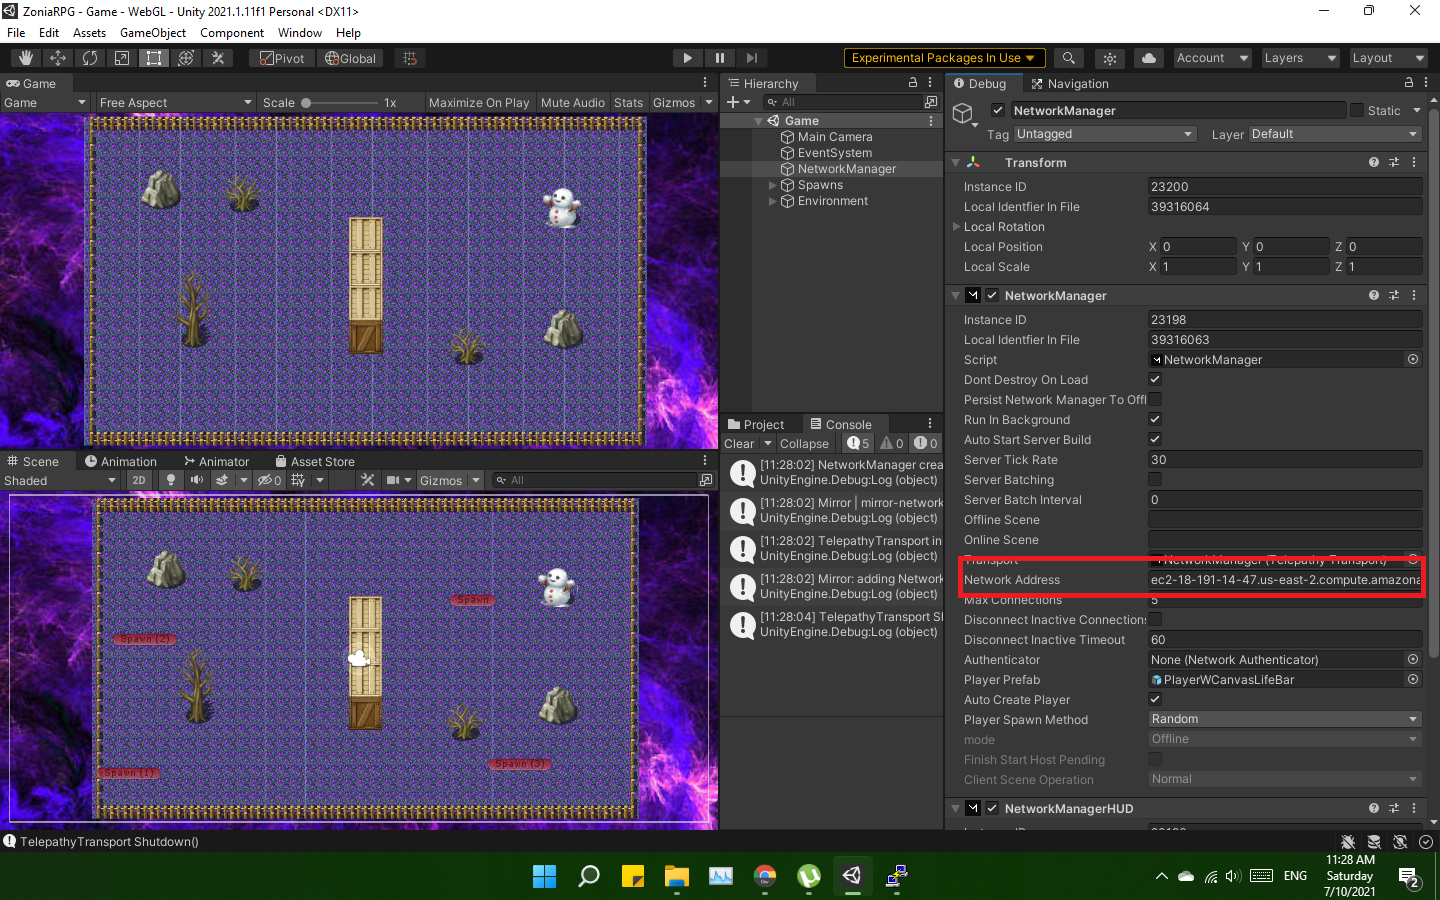 ZoniaRPG - Game - WebGL - Unity 2021.1.11f1 Personal <DX11>
File Edit Assets GameObject Component Window Help
Pivot Global Experimental Packages In Use Account Layers Layout
Game
Game Free Aspect Scale 1x Maximize On Play Mute Audio Stats Gizmos
Hierarchy
All
Game
Main Camera
EventSystem
NetworkManager
Spawns
Environment
Project Console
Clear Collapse 5 0 0
[11:28:02] NetworkManager crea
UnityEngine.Debug:Log (object)
[11:28:02] Mirror | mirror-network
UnityEngine.Debug:Log (object)
[11:28:02] TelepathyTransport in
UnityEngine.Debug:Log (object)
[11:28:02] Mirror: adding Network
UnityEngine.Debug:Log (object)
[11:28:04] TelepathyTransport Sh
UnityEngine.Debug:Log (object)
Scene Animation Animator Asset Store
Shaded 2D 0 Gizmos All
Spawn
Spawn (2)
Spawn (1)
Spawn (3)
Debug Navigation
NetworkManager Static
Tag Untagged Layer Default
Transform
Instance ID 23200
Local Identfier In File 39316064
Local Rotation
Local Position X 0 Y 0 Z 0
Local Scale X 1 Y 1 Z 1
NetworkManager
Instance ID 23198
Local Identfier In File 39316063
Script NetworkManager
Dont Destroy On Load
Persist Network Manager To Offl
Run In Background
Auto Start Server Build
Server Tick Rate 30
Server Batching
Server Batch Interval 0
Offline Scene
Online Scene
Transport NetworkManager (Telepathy Transport)
Network Address ec2-18-191-14-47.us-east-2.compute.amazona
Max Connections 5
Disconnect Inactive Connections
Disconnect Inactive Timeout 60
Authenticator None (Network Authenticator)
Player Prefab PlayerWCanvasLifeBar
Auto Create Player
Player Spawn Method Random
mode Offline
Finish Start Host Pending
Client Scene Operation Normal
NetworkManagerHUD
TelepathyTransport Shutdown()
ENG
11:28 AM
Saturday
7/10/2021
2